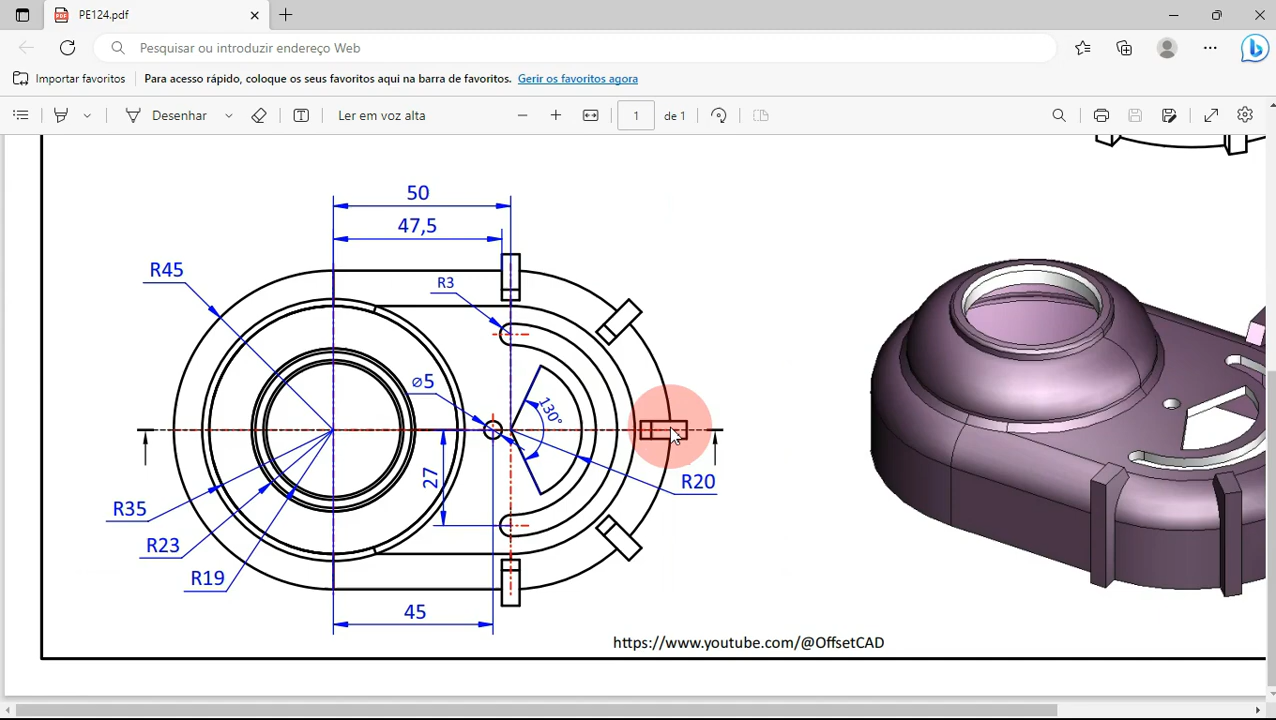 PE124.pdf
Pesquisar ou introduzir endereço Web
Importar favoritos
Para acesso rápido, coloque os seus favoritos aqui na barra de favoritos. Gerir os favoritos agora
Desenhar
Ler em voz alta
1 de 1
50
47,5
R45
R3
⌀5
130°
27
R20
R35
R23
R19
45
https://www.youtube.com/@OffsetCAD